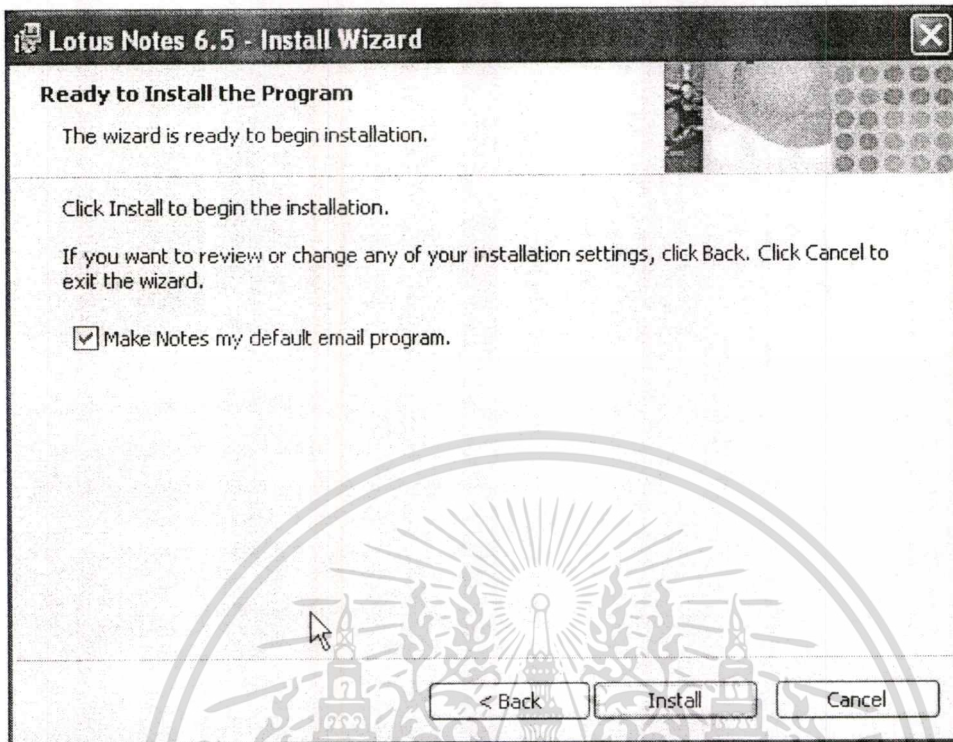 Lotus Notes 6.5 - Install Wizard
Ready to Install the Program
The wizard is ready to begin installation.
Click Install to begin the installation.
If you want to review or change any of your installation settings, click Back. Click Cancel to
exit the wizard.
Make Notes my default email program.
< Back
Install
Cancel